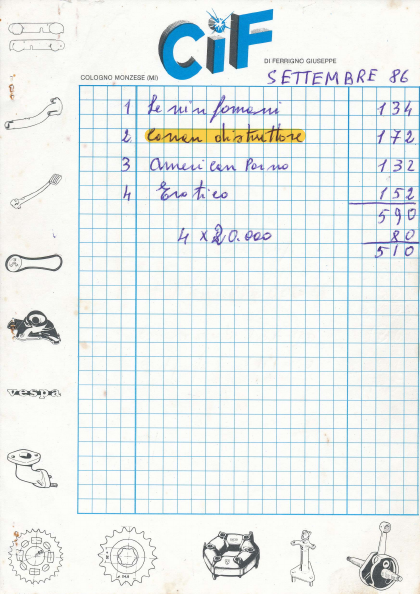 CiF
DI FERRIGNO GIUSEPPE
COLOGNO MONZESE (MI)
SETTEMBRE 86
1 Le ninfomani 134
2 conan distruttore 172
3 American Porno 132
4 Erotico 152
590
4 x 20.000 80
510
vespa